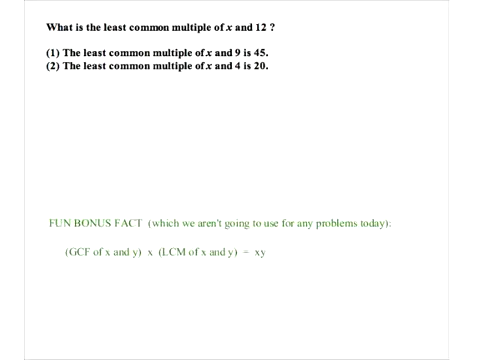 What is the least common multiple of x and 12 ?
(1) The least common multiple of x and 9 is 45.
(2) The least common multiple of x and 4 is 20.
FUN BONUS FACT (which we aren't going to use for any problems today):
(GCF of x and y) x (LCM of x and y) = xy